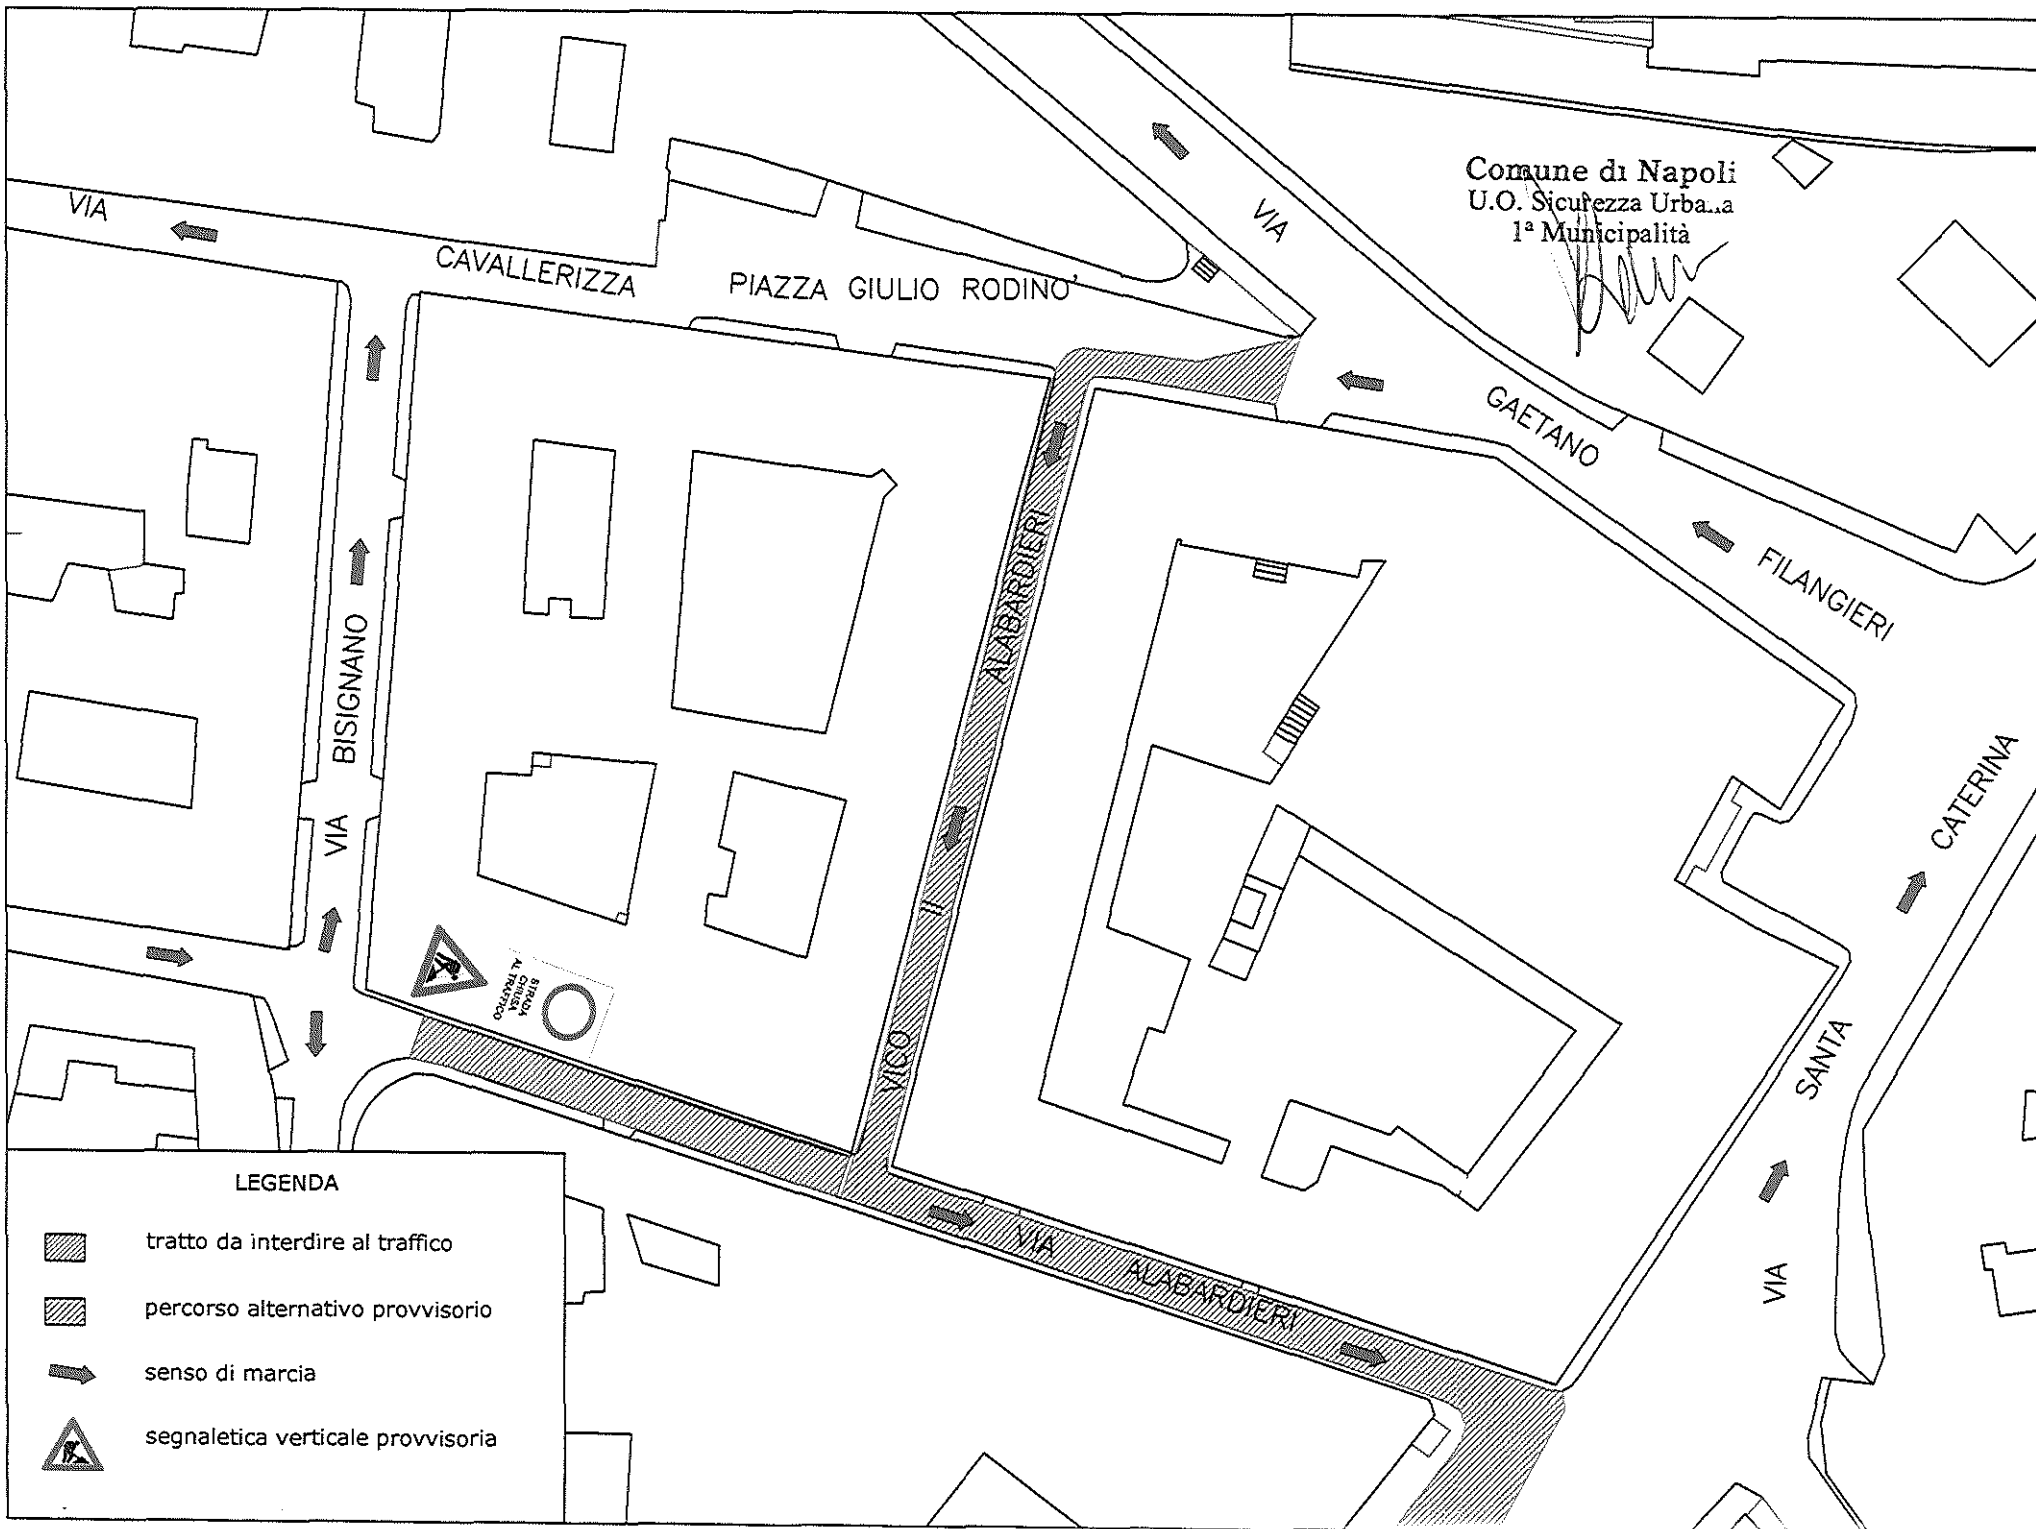 Comune di Napoli
U.O. Sicurezza Urba..a
1ª Municipalità
VIA
CAVALLERIZZA
PIAZZA GIULIO RODINO'
VIA
GAETANO
FILANGIERI
VIA
BISIGNANO
VICO
II
ALABARDIERI
VIA
SANTA
CATERINA
STRADA
CHIUSA
AL TRAFFICO
VIA
ALABARDIERI
LEGENDA
tratto da interdire al traffico
percorso alternativo provvisorio
senso di marcia
segnaletica verticale provvisoria